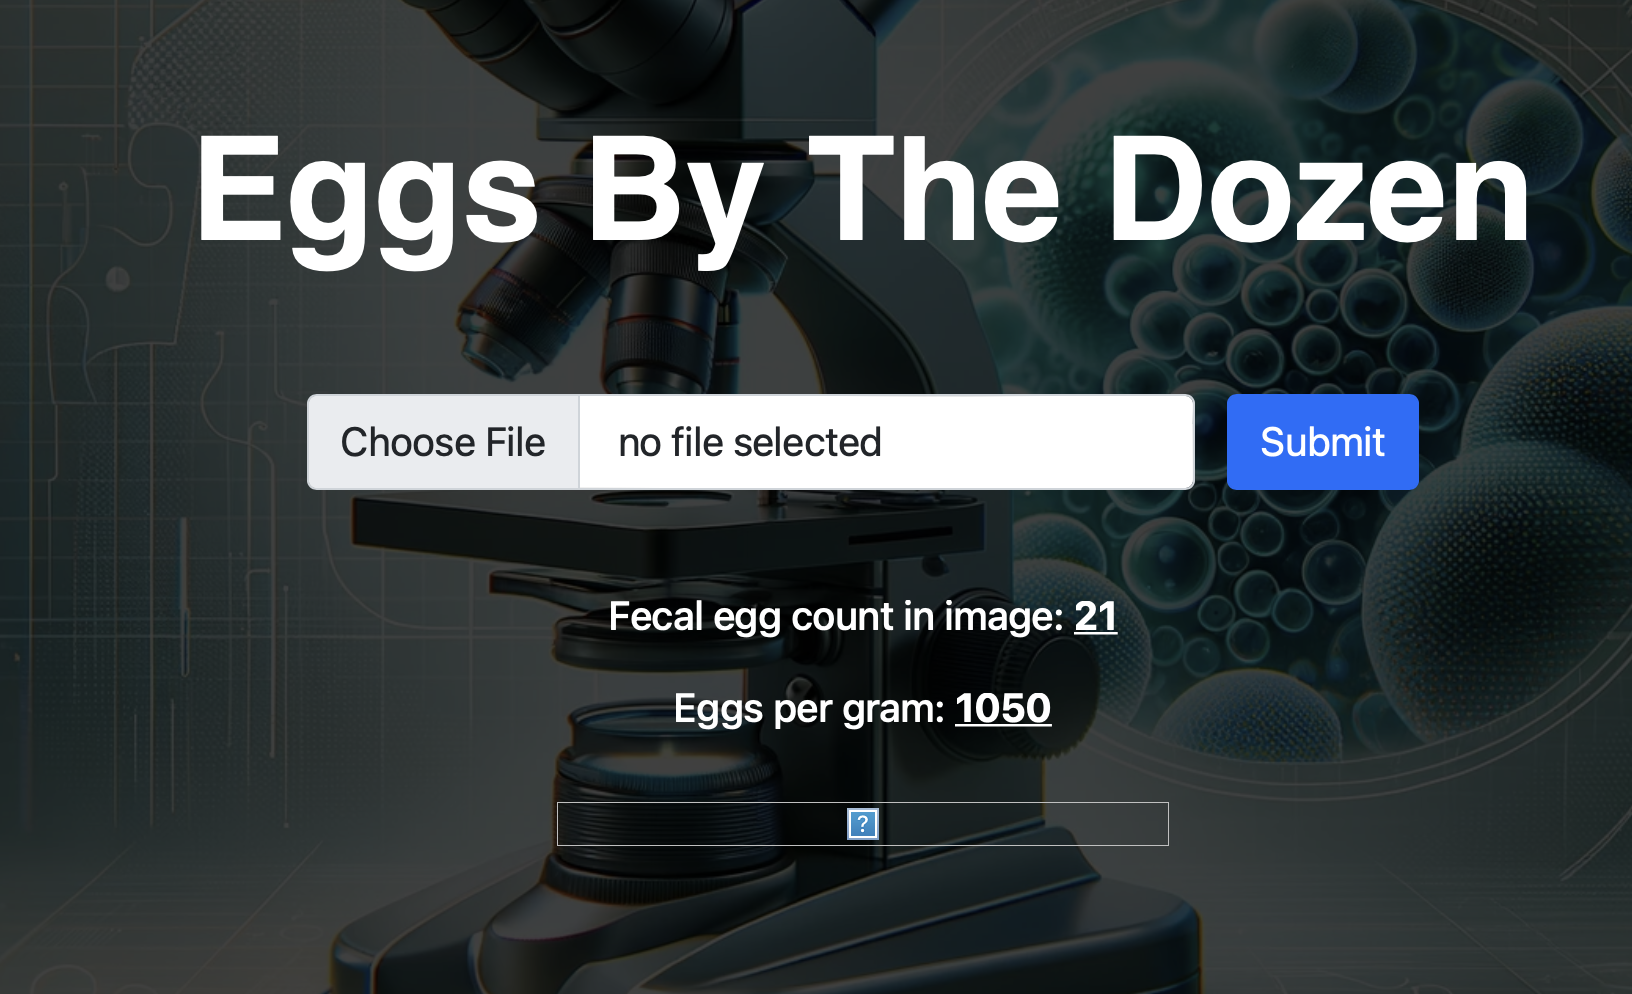 Eggs By The Dozen
Choose File no file selected Submit
Fecal egg count in image: 21
Eggs per gram: 1050
?